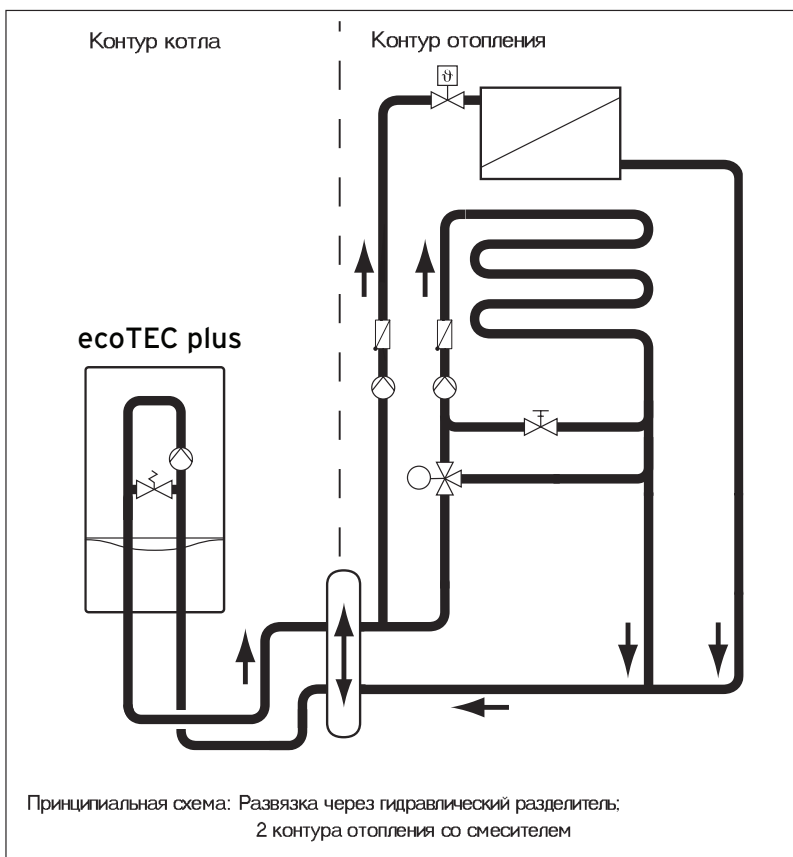 Контур котла
Контур отопления
ϑ
ecoTEC plus
Принципиальная схема: Развязка через гидравлический разделитель;
2 контура отопления со смесителем